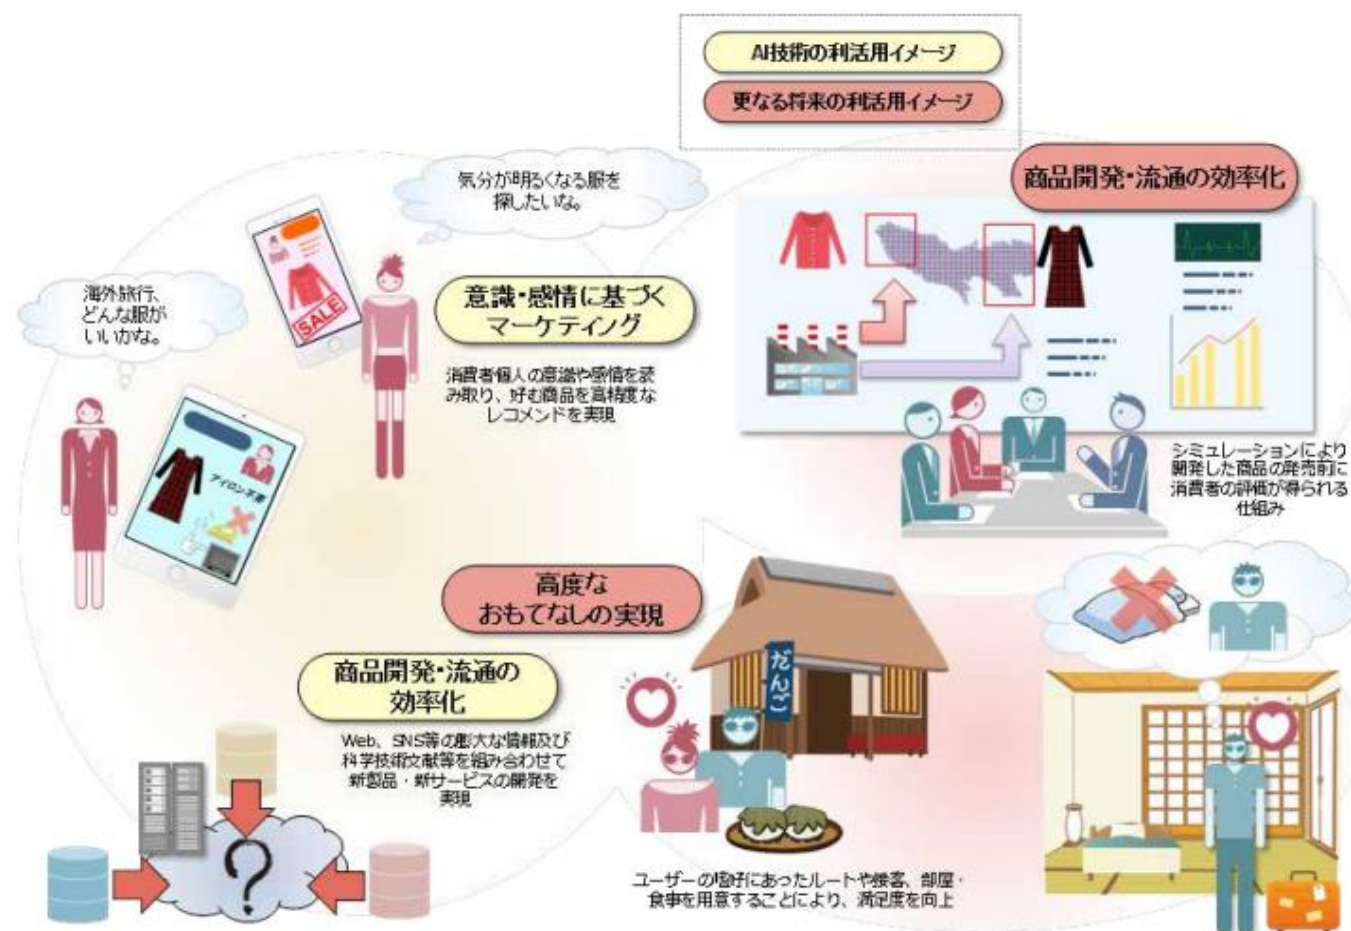 AI技術の利活用イメージ
更なる将来の利活用イメージ
商品開発・流通の効率化
気分が明るくなる服を
探したいな。
海外旅行、
どんな服が
いいかな。
SALE
意識・感情に基づく
マーケティング
消費者個人の意識や感情を読
み取り、好む商品を高精度な
レコメンドを実現
アイロン不要
シミュレーションにより
開発した商品の発売前に
消費者の評価が得られる
仕組み
高度な
おもてなしの実現
だんご
商品開発・流通の
効率化
Web、SNS等の膨大な情報及び
科学技術文献等を組み合わせて
新製品・新サービスの開発を
実現
?
ユーザーの嗜好にあったルートや接客、部屋・
食事を用意することにより、満足度を向上